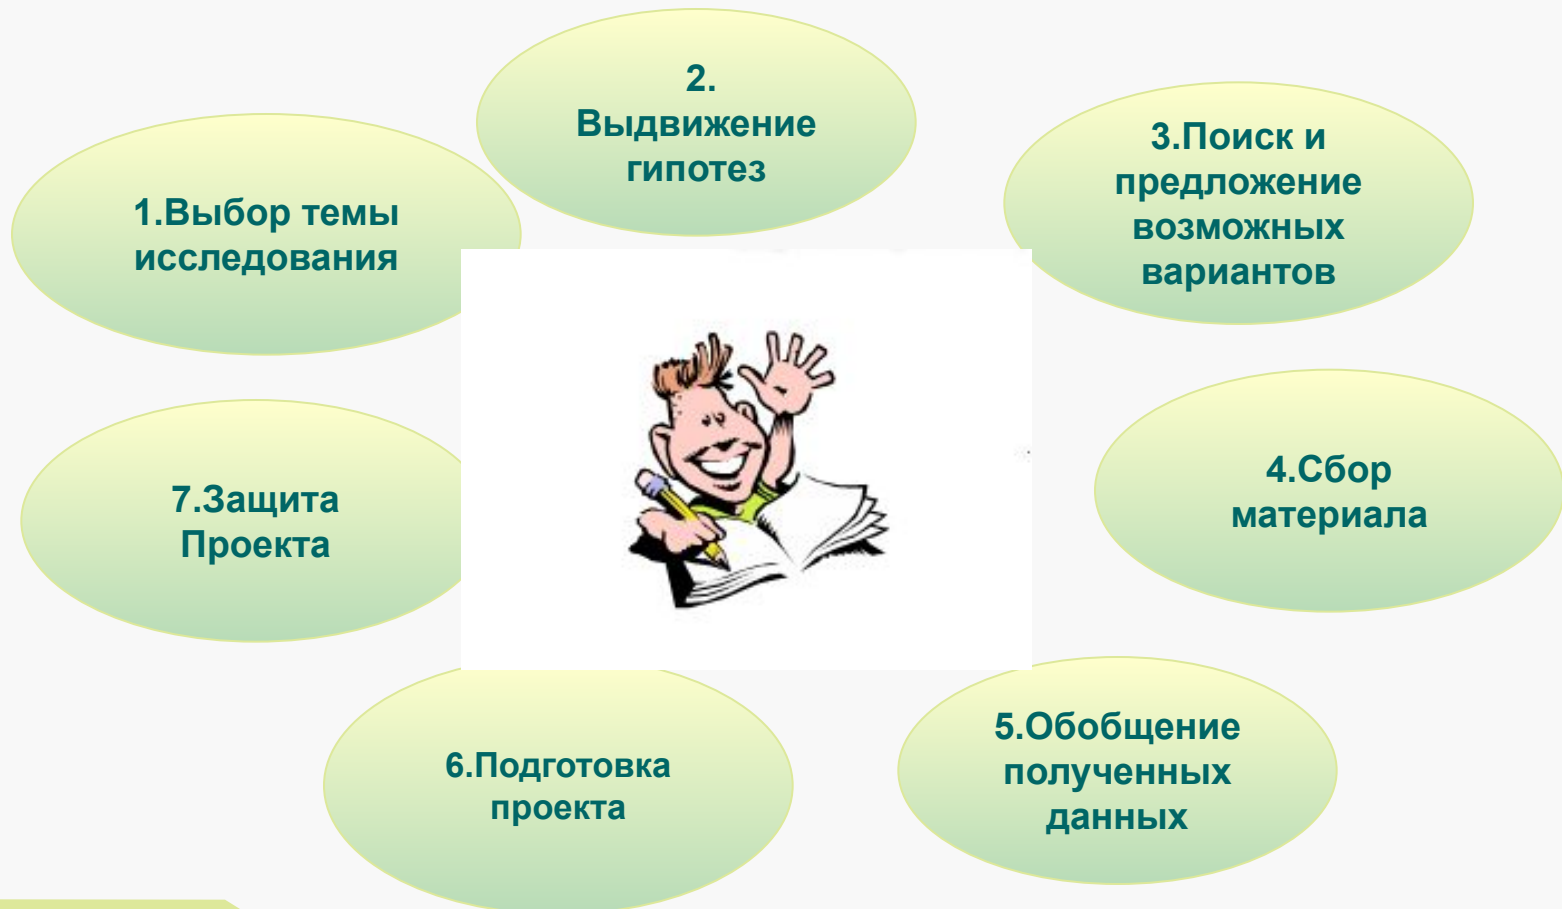 1.Выбор темы
исследования
2.
Выдвижение
гипотез
3.Поиск и
предложение
возможных
вариантов
4.Сбор
материала
5.Обобщение
полученных
данных
6.Подготовка
проекта
7.Защита
Проекта